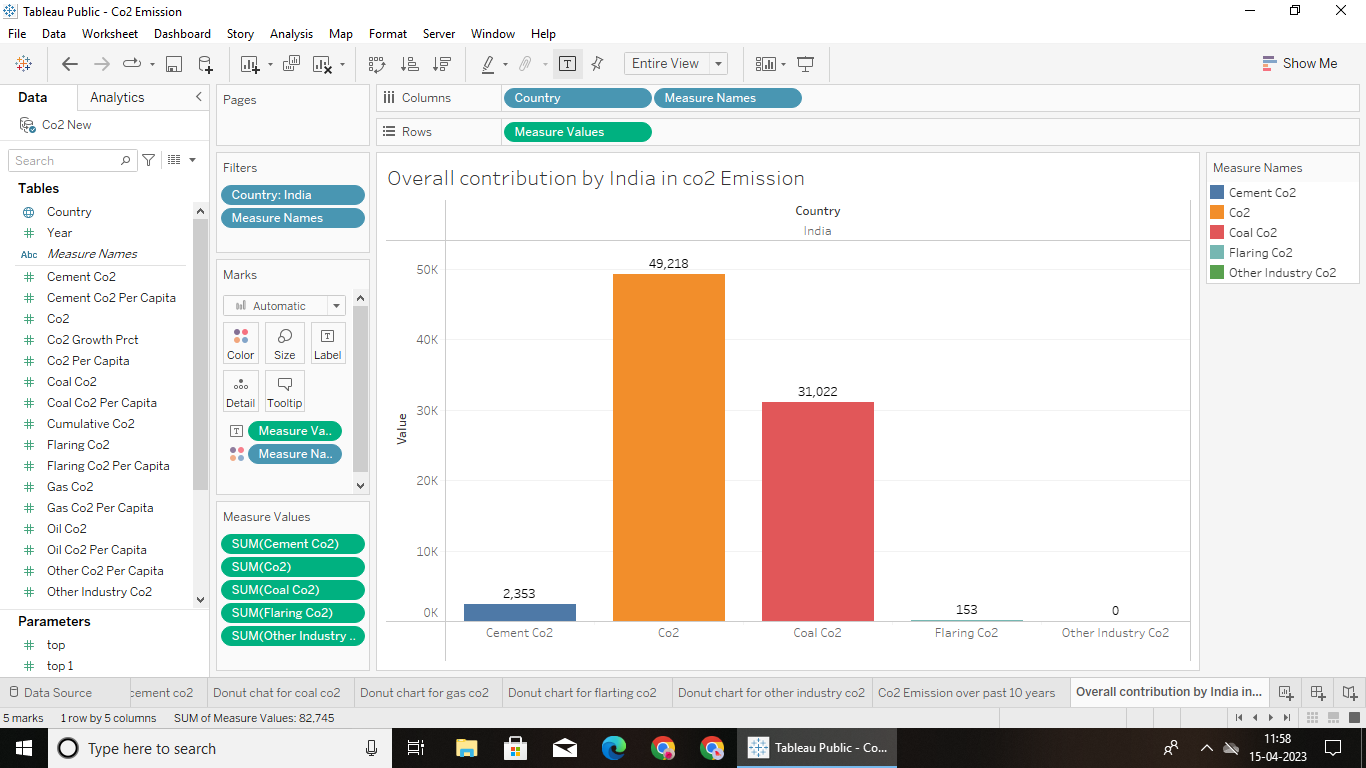 Tableau Public - Co2 Emission
File Data Worksheet Dashboard Story Analysis Map Format Server Window Help
Entire View
Show Me
Data Analytics
Co2 New
Search
Tables
Country
Year
Abc Measure Names
Cement Co2
Cement Co2 Per Capita
Co2
Co2 Growth Prct
Co2 Per Capita
Coal Co2
Coal Co2 Per Capita
Cumulative Co2
Flaring Co2
Flaring Co2 Per Capita
Gas Co2
Gas Co2 Per Capita
Oil Co2
Oil Co2 Per Capita
Other Co2 Per Capita
Other Industry Co2
Parameters
top
top 1
Pages
Filters
Country: India
Measure Names
Marks
Automatic
Color Size Label
Detail Tooltip
Measure Va..
Measure Na..
Measure Values
SUM(Cement Co2)
SUM(Co2)
SUM(Coal Co2)
SUM(Flaring Co2)
SUM(Other Industry ..
Columns Country Measure Names
Rows Measure Values
Overall contribution by India in co2 Emission
Country
India
Value
50K
40K
30K
20K
10K
0K
2,353
49,218
31,022
153
0
Cement Co2 Co2 Coal Co2 Flaring Co2 Other Industry Co2
Measure Names
Cement Co2
Co2
Coal Co2
Flaring Co2
Other Industry Co2
Data Source cement co2 Donut chat for coal co2 Donut chart for gas co2 Donut chart for flarting co2 Donut chart for other industry co2 Co2 Emission over past 10 years Overall contribution by India in...
5 marks 1 row by 5 columns SUM of Measure Values: 82,745
Type here to search
Tableau Public - Co...
11:58
15-04-2023